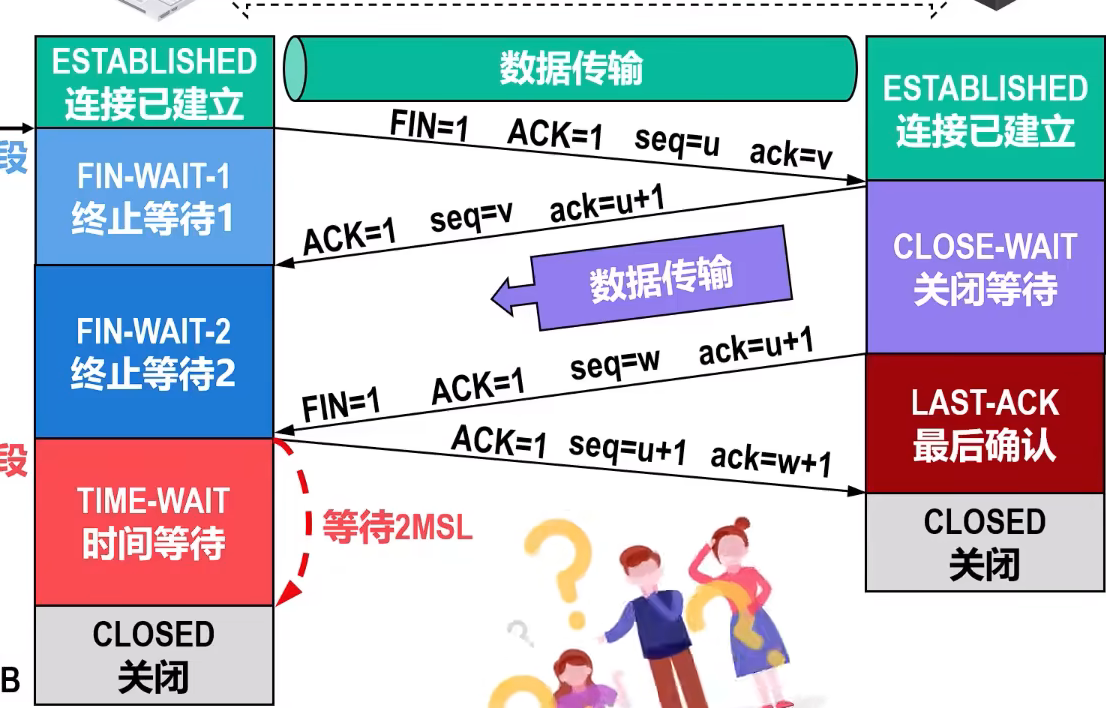 ESTABLISHED
连接已建立
数据传输
ESTABLISHED
连接已建立
FIN=1 ACK=1 seq=u ack=v
段
FIN-WAIT-1
终止等待1
ACK=1 seq=v ack=u+1
CLOSE-WAIT
关闭等待
数据传输
FIN-WAIT-2
终止等待2
FIN=1 ACK=1 seq=w ack=u+1
LAST-ACK
最后确认
ACK=1 seq=u+1 ack=w+1
段
TIME-WAIT
时间等待
等待2MSL
CLOSED
关闭
CLOSED
关闭
B